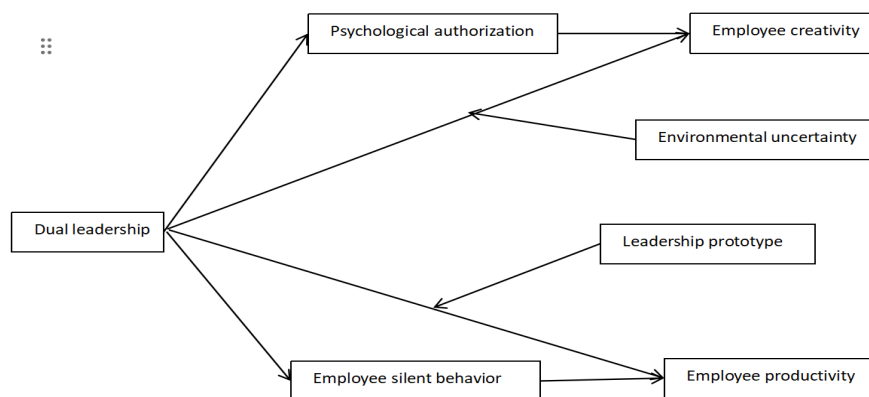 Psychological authorization
Employee creativity
Environmental uncertainty
Dual leadership
Leadership prototype
Employee silent behavior
Employee productivity